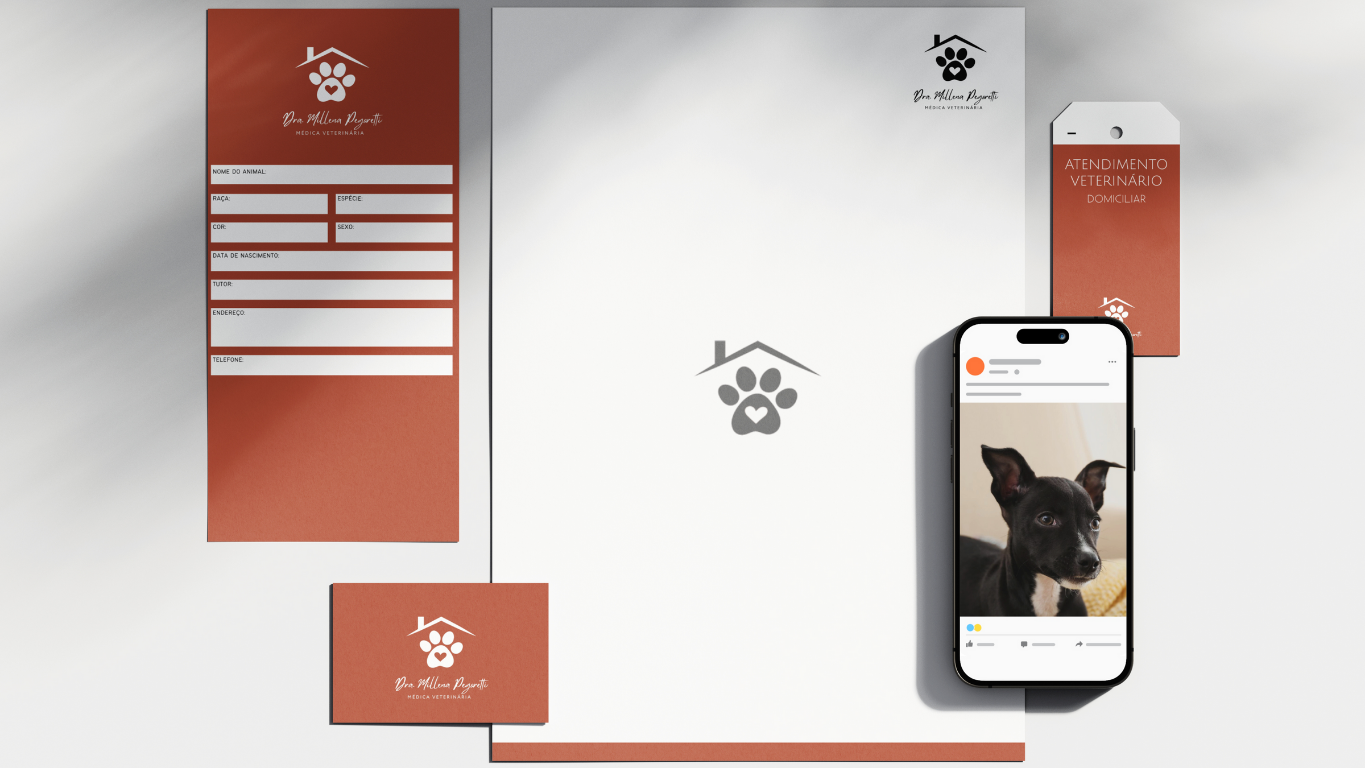 Dra. Millena Pegoretti
MÉDICA VETERINÁRIA
NOME DO ANIMAL:
RAÇA:
ESPÉCIE:
COR:
SEXO:
DATA DE NASCIMENTO:
TUTOR:
ENDEREÇO:
TELEFONE:
Dra. Millena Pegoretti
MÉDICA VETERINÁRIA
ATENDIMENTO
VETERINÁRIO
DOMICILIAR
Dra. Millena Pegoretti
MÉDICA VETERINÁRIA